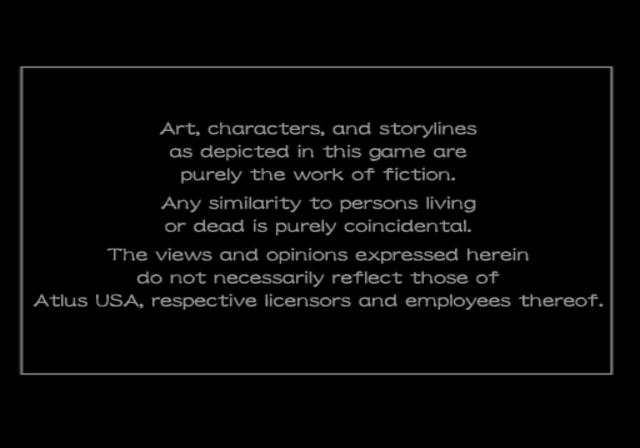 Art, characters, and storylines
as depicted in this game are
purely the work of fiction.
Any similarity to persons living
or dead is purely coincidental.
The views and opinions expressed herein
do not necessarily reflect those of
Atlus USA, respective licensors and employees thereof.